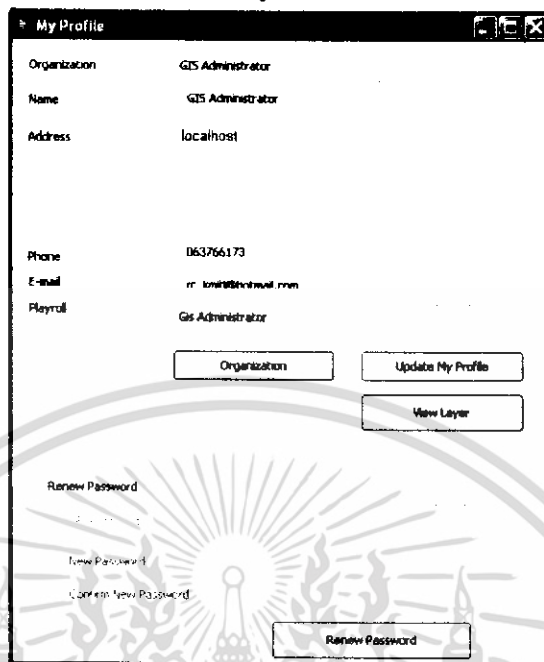 My Profile
Organization GIS Administrator
Name GIS Administrator
Address localhost
Phone 063766173
E-mail
Playroll Gis Administrator
Organization Update My Profile
View Layer
Renew Password
New Password
Confirm New Password
Renew Password